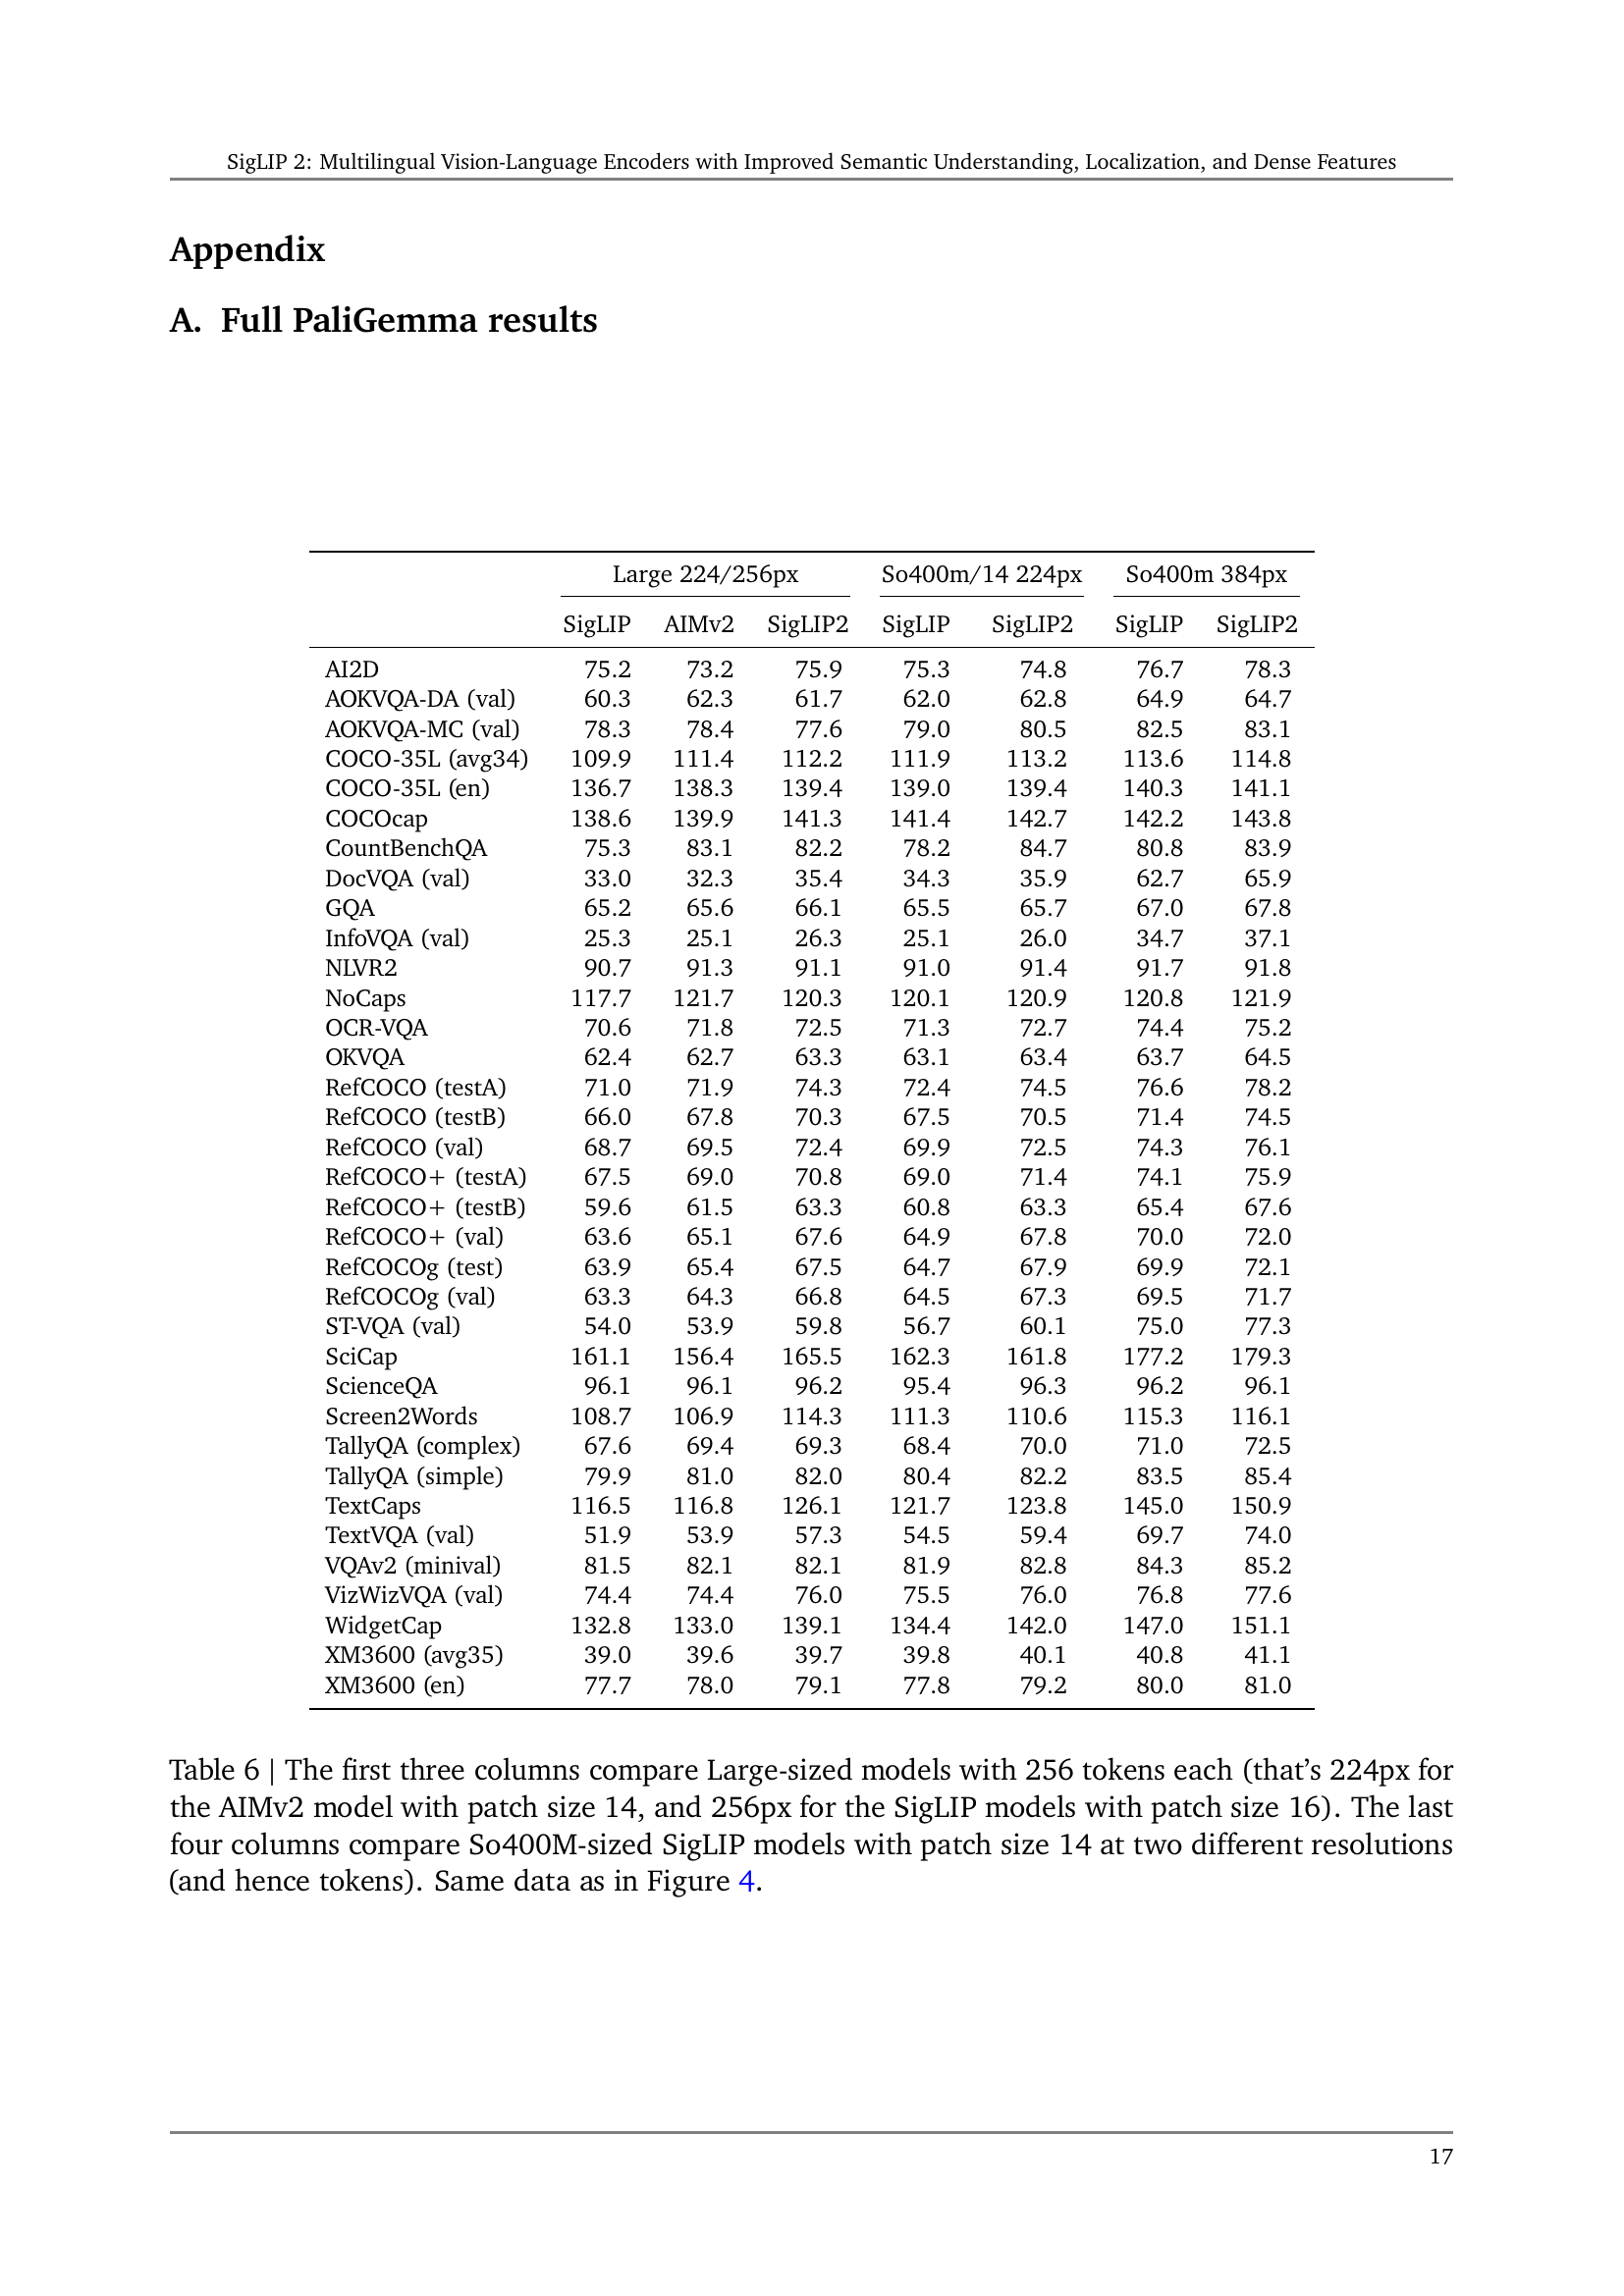 SigLIP 2: Multilingual Vision-Language Encoders with Improved Semantic Understanding, Localization, and Dense Features
Appendix
A. Full PaliGemma results
Large 224/256px So400m/14 224px So400m 384px
SigLIP AIMv2 SigLIP2 SigLIP SigLIP2 SigLIP SigLIP2
AI2D 75.2 73.2 75.9 75.3 74.8 76.7 78.3
AOKVQA-DA (val) 60.3 62.3 61.7 62.0 62.8 64.9 64.7
AOKVQA-MC (val) 78.3 78.4 77.6 79.0 80.5 82.5 83.1
COCO-35L (avg34) 109.9 111.4 112.2 111.9 113.2 113.6 114.8
COCO-35L (en) 136.7 138.3 139.4 139.0 139.4 140.3 141.1
COCOcap 138.6 139.9 141.3 141.4 142.7 142.2 143.8
CountBenchQA 75.3 83.1 82.2 78.2 84.7 80.8 83.9
DocVQA (val) 33.0 32.3 35.4 34.3 35.9 62.7 65.9
GQA 65.2 65.6 66.1 65.5 65.7 67.0 67.8
InfoVQA (val) 25.3 25.1 26.3 25.1 26.0 34.7 37.1
NLVR2 90.7 91.3 91.1 91.0 91.4 91.7 91.8
NoCaps 117.7 121.7 120.3 120.1 120.9 120.8 121.9
OCR-VQA 70.6 71.8 72.5 71.3 72.7 74.4 75.2
OKVQA 62.4 62.7 63.3 63.1 63.4 63.7 64.5
RefCOCO (testA) 71.0 71.9 74.3 72.4 74.5 76.6 78.2
RefCOCO (testB) 66.0 67.8 70.3 67.5 70.5 71.4 74.5
RefCOCO (val) 68.7 69.5 72.4 69.9 72.5 74.3 76.1
RefCOCO+ (testA) 67.5 69.0 70.8 69.0 71.4 74.1 75.9
RefCOCO+ (testB) 59.6 61.5 63.3 60.8 63.3 65.4 67.6
RefCOCO+ (val) 63.6 65.1 67.6 64.9 67.8 70.0 72.0
RefCOCOg (test) 63.9 65.4 67.5 64.7 67.9 69.9 72.1
RefCOCOg (val) 63.3 64.3 66.8 64.5 67.3 69.5 71.7
ST-VQA (val) 54.0 53.9 59.8 56.7 60.1 75.0 77.3
SciCap 161.1 156.4 165.5 162.3 161.8 177.2 179.3
ScienceQA 96.1 96.1 96.2 95.4 96.3 96.2 96.1
Screen2Words 108.7 106.9 114.3 111.3 110.6 115.3 116.1
TallyQA (complex) 67.6 69.4 69.3 68.4 70.0 71.0 72.5
TallyQA (simple) 79.9 81.0 82.0 80.4 82.2 83.5 85.4
TextCaps 116.5 116.8 126.1 121.7 123.8 145.0 150.9
TextVQA (val) 51.9 53.9 57.3 54.5 59.4 69.7 74.0
VQAv2 (minival) 81.5 82.1 82.1 81.9 82.8 84.3 85.2
VizWizVQA (val) 74.4 74.4 76.0 75.5 76.0 76.8 77.6
WidgetCap 132.8 133.0 139.1 134.4 142.0 147.0 151.1
XM3600 (avg35) 39.0 39.6 39.7 39.8 40.1 40.8 41.1
XM3600 (en) 77.7 78.0 79.1 77.8 79.2 80.0 81.0
Table 6 | The first three columns compare Large-sized models with 256 tokens each (that’s 224px for
the AIMv2 model with patch size 14, and 256px for the SigLIP models with patch size 16). The last
four columns compare So400M-sized SigLIP models with patch size 14 at two different resolutions
(and hence tokens). Same data as in Figure 4.
17